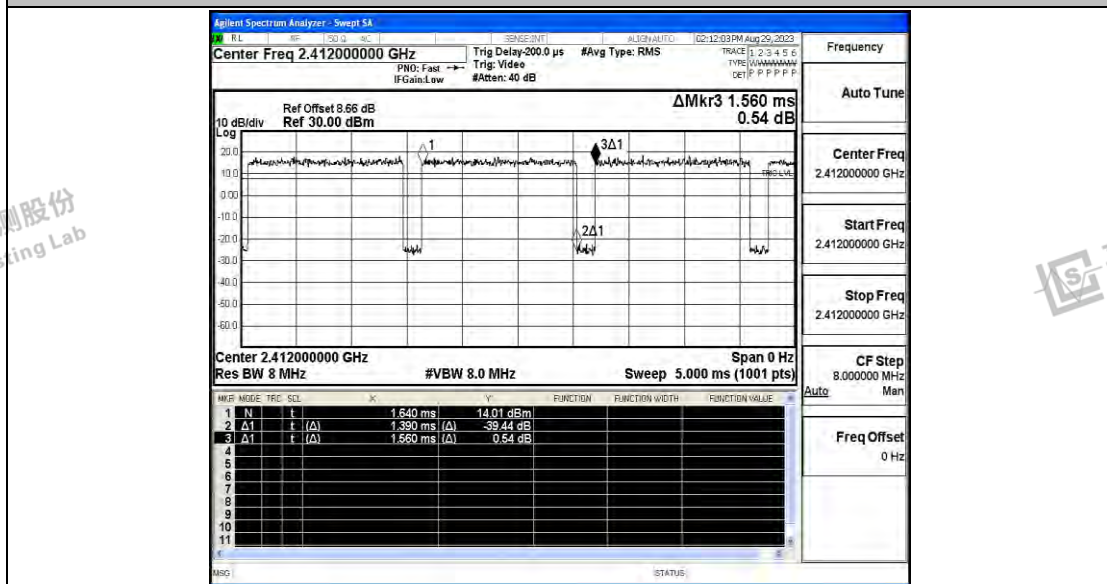 Agilent Spectrum Analyzer - Swept SA
RL RF 50 Ω AC SENSE:INT ALIGN AUTO 02:12:03 PM Aug 29, 2023
Center Freq 2.412000000 GHz
PNO: Fast
IFGain:Low
Trig Delay-200.0 µs
Trig: Video
#Atten: 40 dB
#Avg Type: RMS
TRACE 1 2 3 4 5 6
TYPE
DET P P P P P P
Frequency
Auto Tune
ΔMkr3 1.560 ms
0.54 dB
Ref Offset 8.66 dB
10 dB/div Ref 30.00 dBm
Log
1
3Δ1
2Δ1
TRIG LVL
20.0
10.0
0.00
-10.0
-20.0
-30.0
-40.0
-50.0
-60.0
Center 2.412000000 GHz Span 0 Hz
Res BW 8 MHz #VBW 8.0 MHz Sweep 5.000 ms (1001 pts)
Center Freq
2.412000000 GHz
Start Freq
2.412000000 GHz
Stop Freq
2.412000000 GHz
CF Step
8.000000 MHz
Auto Man
Freq Offset
0 Hz
MKR MODE TRC SCL X Y FUNCTION FUNCTION WIDTH FUNCTION VALUE
1 N t 1.640 ms 14.01 dBm
2 Δ1 t (Δ) 1.390 ms (Δ) -39.44 dB
3 Δ1 t (Δ) 1.560 ms (Δ) 0.54 dB
4
5
6
7
8
9
10
11
MSG STATUS
测股份
sting Lab